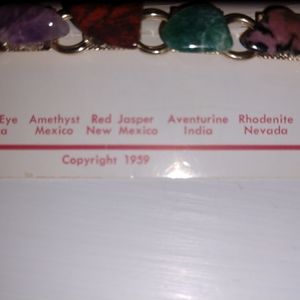 Eye Amethyst Red Jasper Aventurine Rhodenite
a Mexico New Mexico India Nevada
Copyright 1959